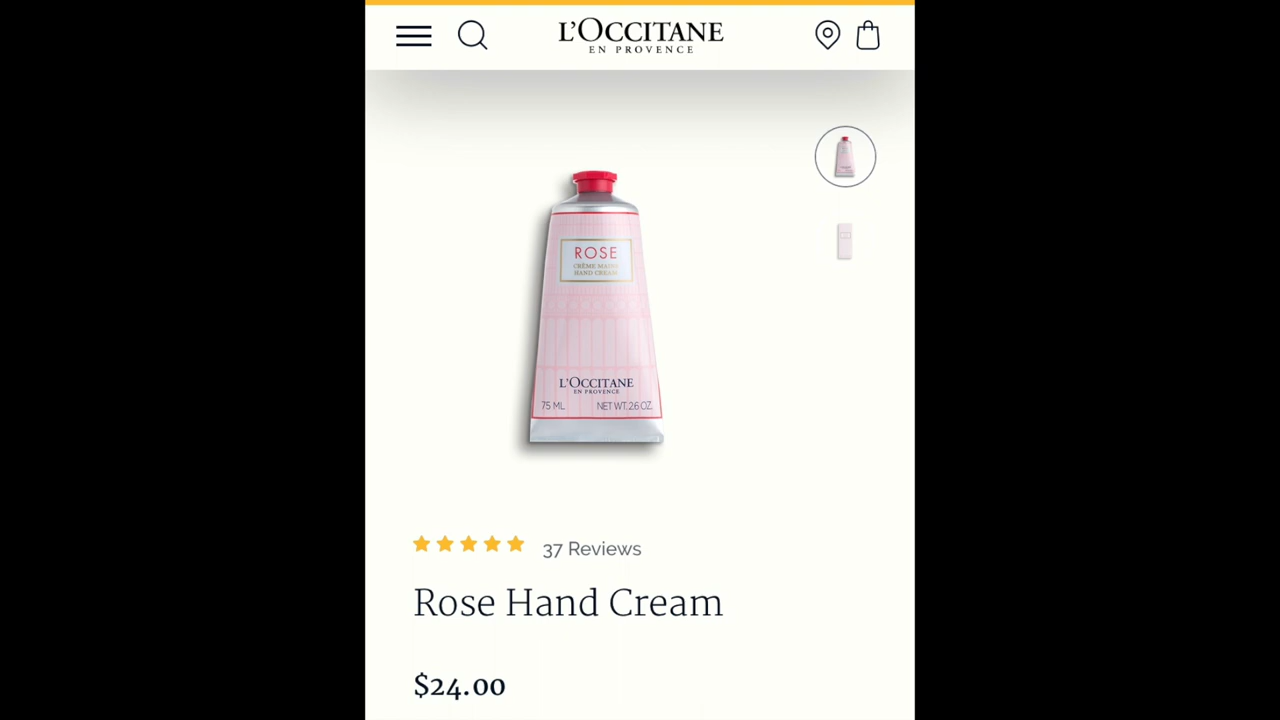 L'OCCITANE
EN PROVENCE
ROSE
CRÈME MAINS
HAND CREAM
L'OCCITANE
EN PROVENCE
75 ML NET WT. 2.6 OZ.
37 Reviews
Rose Hand Cream
$24.00